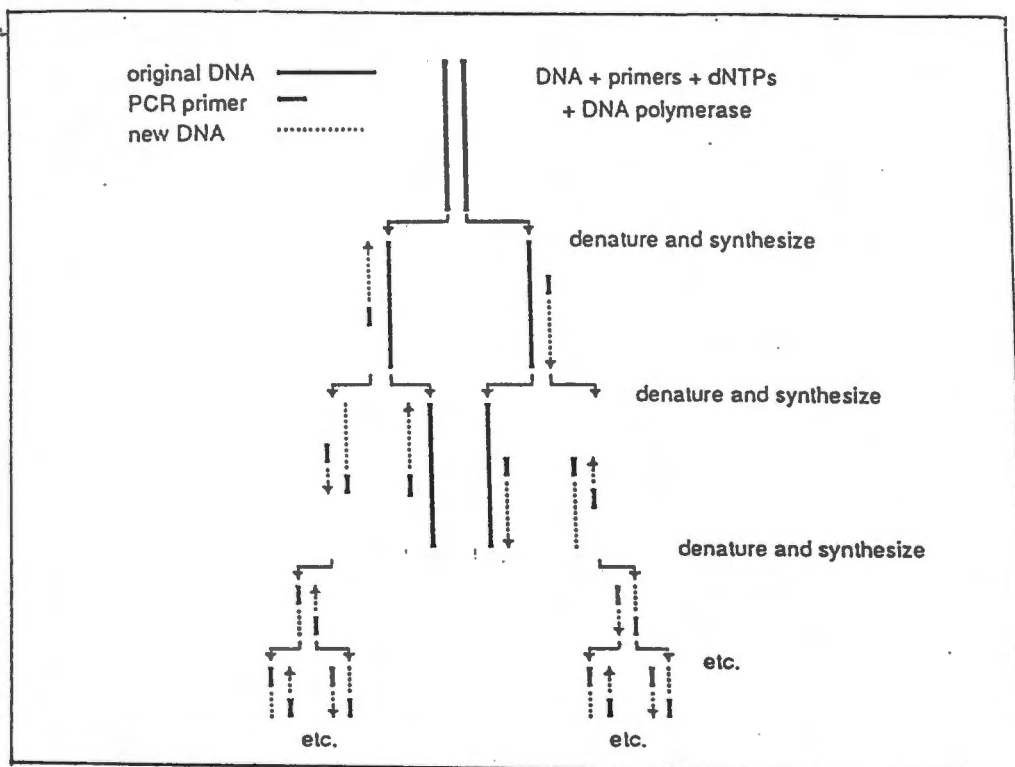 original DNA
PCR primer
new DNA
DNA + primers + dNTPs
+ DNA polymerase
denature and synthesize
denature and synthesize
denature and synthesize
etc.
etc.
etc.